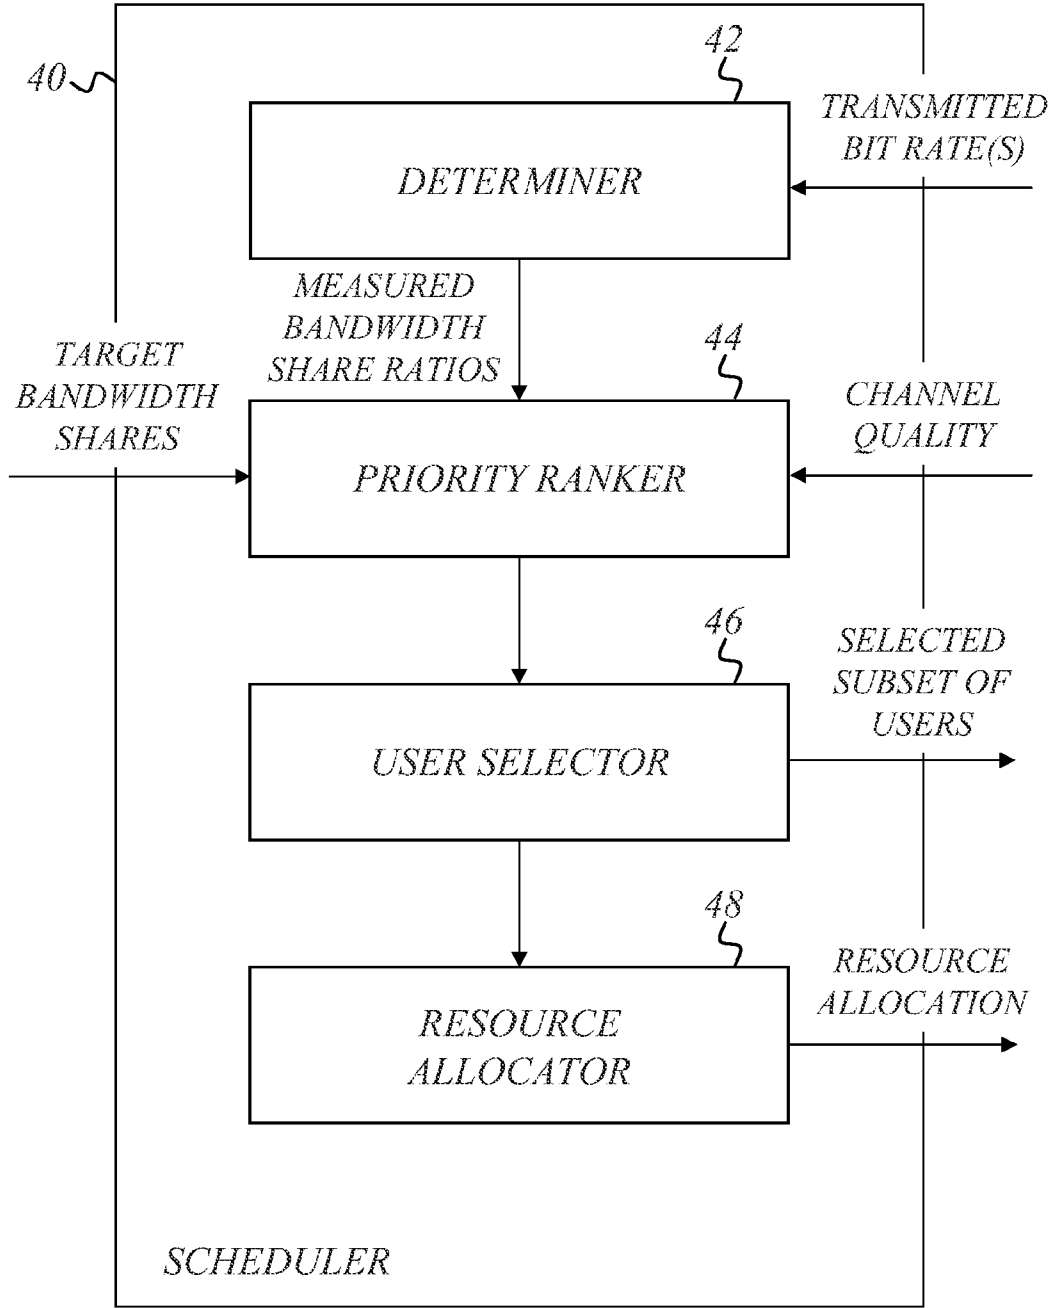 42
40
TRANSMITTED
BIT RATE(S)
DETERMINER
MEASURED
BANDWIDTH
SHARE RATIOS
44
TARGET
BANDWIDTH
SHARES
CHANNEL
QUALITY
PRIORITY RANKER
46
SELECTED
SUBSET OF
USERS
USER SELECTOR
48
RESOURCE
ALLOCATION
RESOURCE
ALLOCATOR
SCHEDULER